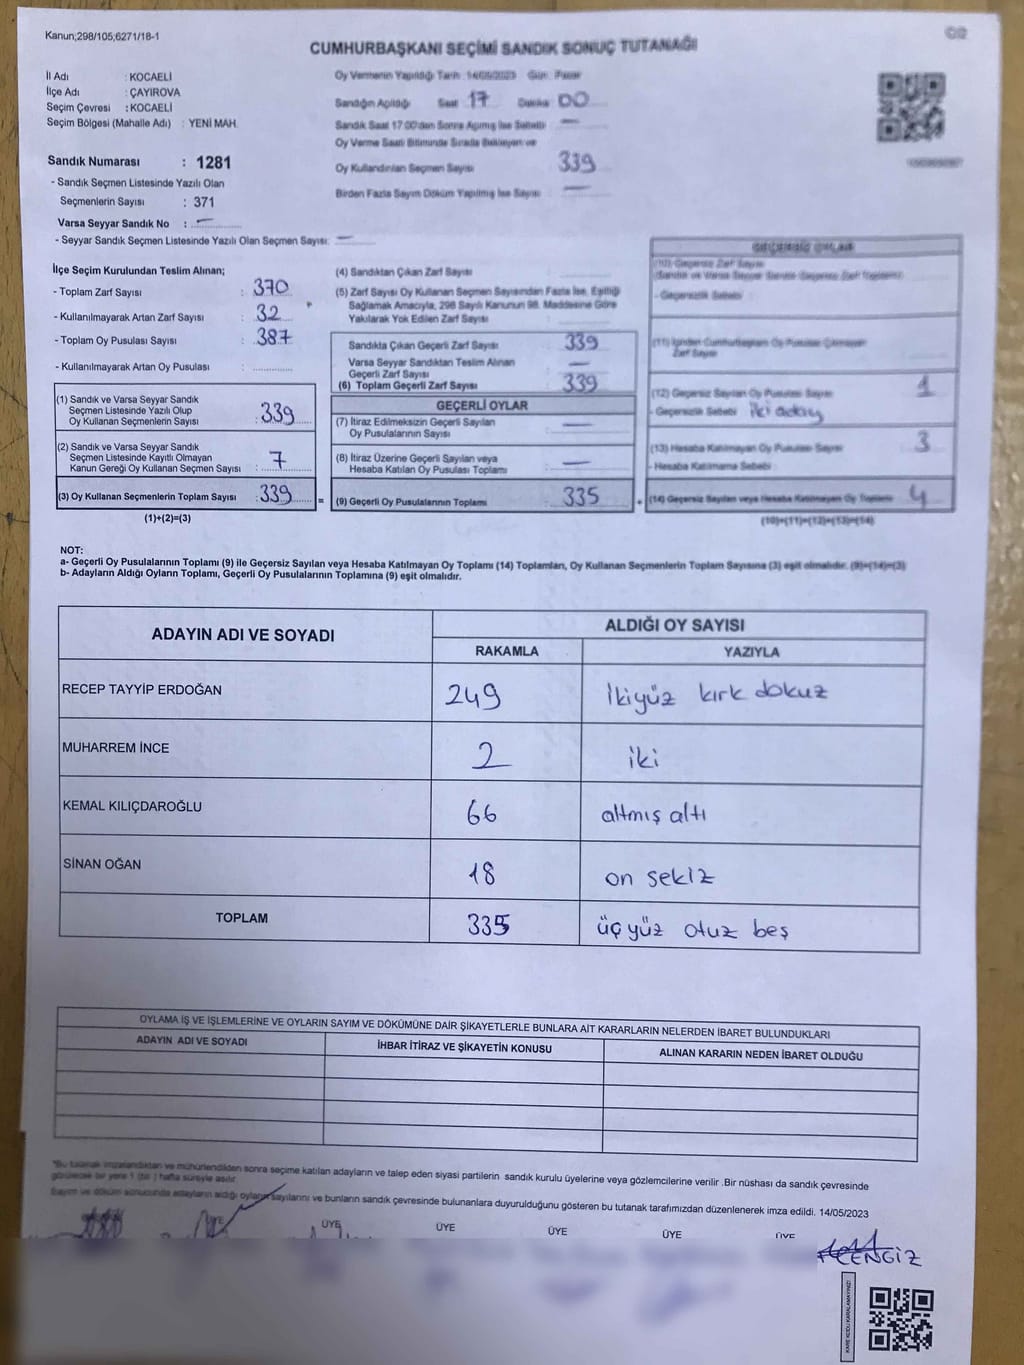 Kanun;298/105;6271/18-1
CUMHURBAŞKANI SEÇİMİ SANDIK SONUÇ TUTANAĞI
İl Adı : KOCAELİ
İlçe Adı : ÇAYIROVA
Seçim Çevresi : KOCAELİ
Seçim Bölgesi (Mahalle Adı) : YENİ MAH.
Sandık Numarası : 1281
- Sandık Seçmen Listesinde Yazılı Olan
Seçmenlerin Sayısı : 371
Varsa Seyyar Sandık No : —
- Seyyar Sandık Seçmen Listesinde Yazılı Olan Seçmen Sayısı: —
Oy Vermenin Yapıldığı Tarih 14/05/2023 Gün Pazar
Sandığın Açıldığı Saat 17 Dakika 00
Sandık Saat 17:00'den Sonra Açılmış İse Sebebi —
Oy Verme Saati Bitiminde Sırada Bekleyen ve
Oy Kullandırılan Seçmen Sayısı 339
Birden Fazla Sayım Döküm Yapılmış İse Sayısı —
İlçe Seçim Kurulundan Teslim Alınan;
- Toplam Zarf Sayısı : 370
- Kullanılmayarak Artan Zarf Sayısı : 32
- Toplam Oy Pusulası Sayısı : 387
- Kullanılmayarak Artan Oy Pusulası :
(1) Sandık ve Varsa Seyyar Sandık
Seçmen Listesinde Yazılı Olup
Oy Kullanan Seçmenlerin Sayısı : 339
(2) Sandık ve Varsa Seyyar Sandık
Seçmen Listesinde Kayıtlı Olmayan
Kanun Gereği Oy Kullanan Seçmen Sayısı : 7
(3) Oy Kullanan Seçmenlerin Toplam Sayısı : 339
(1)+(2)=(3)
(4) Sandıktan Çıkan Zarf Sayısı
(5) Zarf Sayısı Oy Kullanan Seçmen Sayısından Fazla İse, Eşitliği
Sağlamak Amacıyla, 298 Sayılı Kanunun 98. Maddesine Göre
Yakılarak Yok Edilen Zarf Sayısı :
Sandıkta Çıkan Geçerli Zarf Sayısı 339
Varsa Seyyar Sandıktan Teslim Alınan
Geçerli Zarf Sayısı —
(6) Toplam Geçerli Zarf Sayısı 339
GEÇERLİ OYLAR
(7) İtiraz Edilmeksizin Geçerli Sayılan
Oy Pusulalarının Sayısı —
(8) İtiraz Üzerine Geçerli Sayılan veya
Hesaba Katılan Oy Pusulası Toplamı —
= (9) Geçerli Oy Pusulalarının Toplamı 335
GEÇERSİZ OYLAR
(10) Geçersiz Zarf Sayısı
- Geçersizlik Sebebi :
(11) İçinden Cumhurbaşkanı Oy Pusulası Çıkmayan
Zarf Sayısı
(12) Geçersiz Sayılan Oy Pusulası Sayısı 1
- Geçersizlik Sebebi : iki aday
(13) Hesaba Katılmayan Oy Pusulası Sayısı 3
- Hesaba Katılmama Sebebi :
+ (14) Geçersiz Sayılan veya Hesaba Katılmayan Oy Toplamı 4
(10)+(11)+(12)+(13)=(14)
NOT:
a- Geçerli Oy Pusulalarının Toplamı (9) ile Geçersiz Sayılan veya Hesaba Katılmayan Oy Toplamı (14) Toplamları, Oy Kullanan Seçmenlerin Toplam Sayısına (3) eşit olmalıdır. (9)+(14)=(3)
b- Adayların Aldığı Oyların Toplamı, Geçerli Oy Pusulalarının Toplamına (9) eşit olmalıdır.
ADAYIN ADI VE SOYADI ALDIĞI OY SAYISI
RAKAMLA YAZIYLA
RECEP TAYYİP ERDOĞAN 249 İkiyüz kırk dokuz
MUHARREM İNCE 2 iki
KEMAL KILIÇDAROĞLU 66 altmış altı
SİNAN OĞAN 18 on sekiz
TOPLAM 335 üç yüz otuz beş
OYLAMA İŞ VE İŞLEMLERİNE VE OYLARIN SAYIM VE DÖKÜMÜNE DAİR ŞİKAYETLERLE BUNLARA AİT KARARLARIN NELERDEN İBARET BULUNDUKLARI
ADAYIN ADI VE SOYADI İHBAR İTİRAZ VE ŞİKAYETİN KONUSU ALINAN KARARIN NEDEN İBARET OLDUĞU
*Bu tutanak imzalandıktan ve mühürlendikten sonra seçime katılan adayların ve talep eden siyasi partilerin sandık kurulu üyelerine veya gözlemcilerine verilir .Bir nüshası da sandık çevresinde
görülecek bir yere 1 (bir ) hafta süreyle asılır
Sayım ve döküm sonucunda adayların aldığı oyların sayılarını ve bunların sandık çevresinde bulunanlara duyurulduğunu gösteren bu tutanak tarafımızdan düzenlenerek imza edildi. 14/05/2023
ÜYE ÜYE ÜYE ÜYE ÜYE ÜYE
CENGİZ
KARE KODU KARALAMAYINIZ!